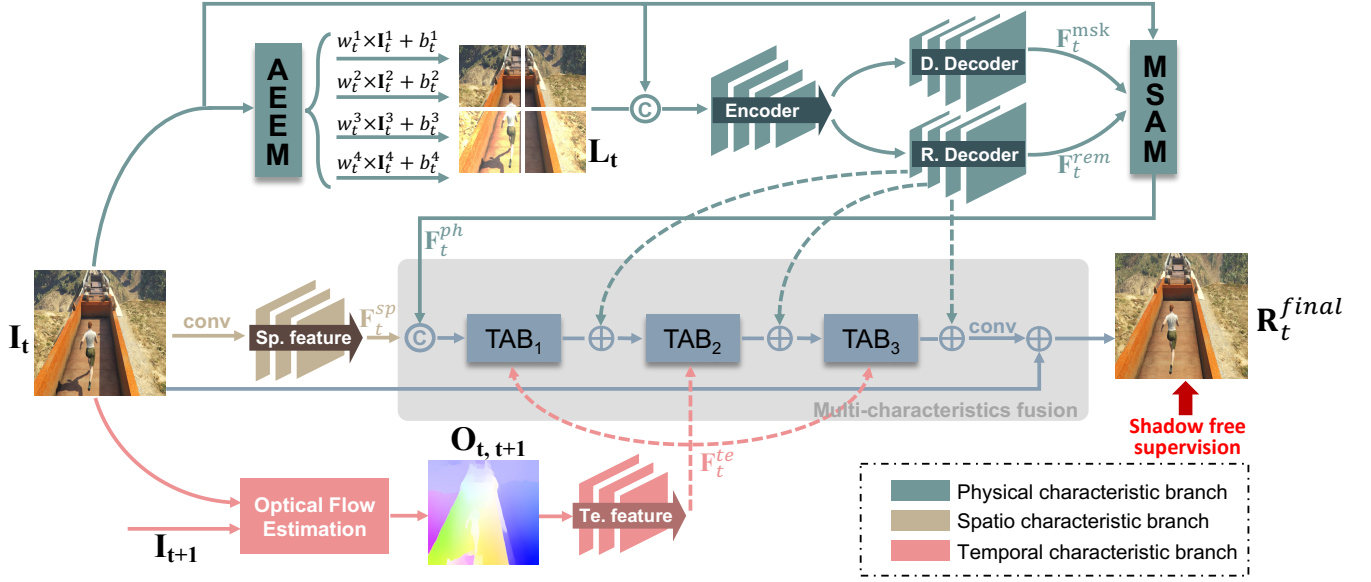 AEEM
w_t^1×I_t^1 + b_t^1
w_t^2×I_t^2 + b_t^2
w_t^3×I_t^3 + b_t^3
w_t^4×I_t^4 + b_t^4
L_t
C
Encoder
D. Decoder
R. Decoder
F_t^msk
F_t^rem
MSAM
F_t^ph
I_t
conv
Sp. feature
F_t^sp
C
TAB_1
TAB_2
TAB_3
conv
R_t^final
Multi-characteristics fusion
Shadow free
supervision
O_t, t+1
F_t^te
Optical Flow
Estimation
Te. feature
I_t+1
Physical characteristic branch
Spatio characteristic branch
Temporal characteristic branch